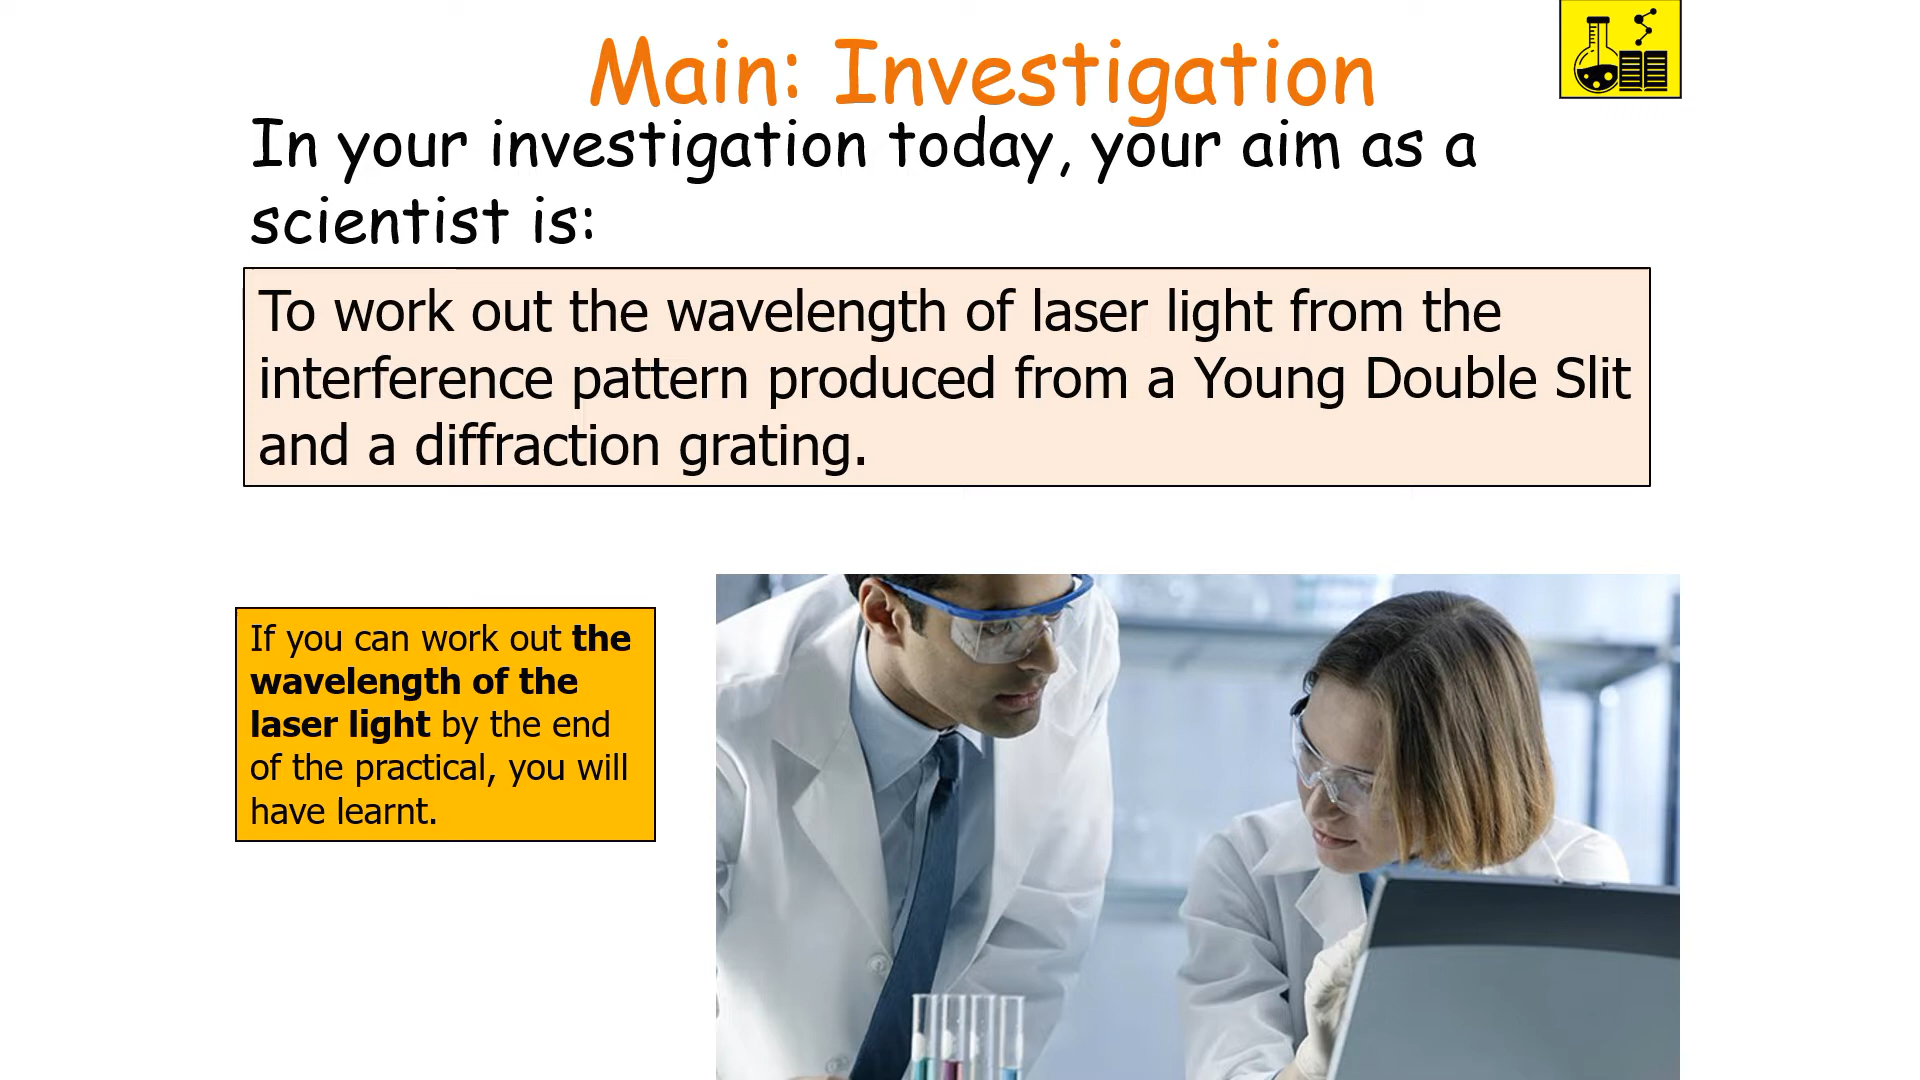 Main: Investigation
In your investigation today, your aim as a
scientist is:
To work out the wavelength of laser light from the
interference pattern produced from a Young Double Slit
and a diffraction grating.
If you can work out the
wavelength of the
laser light by the end
of the practical, you will
have learnt.